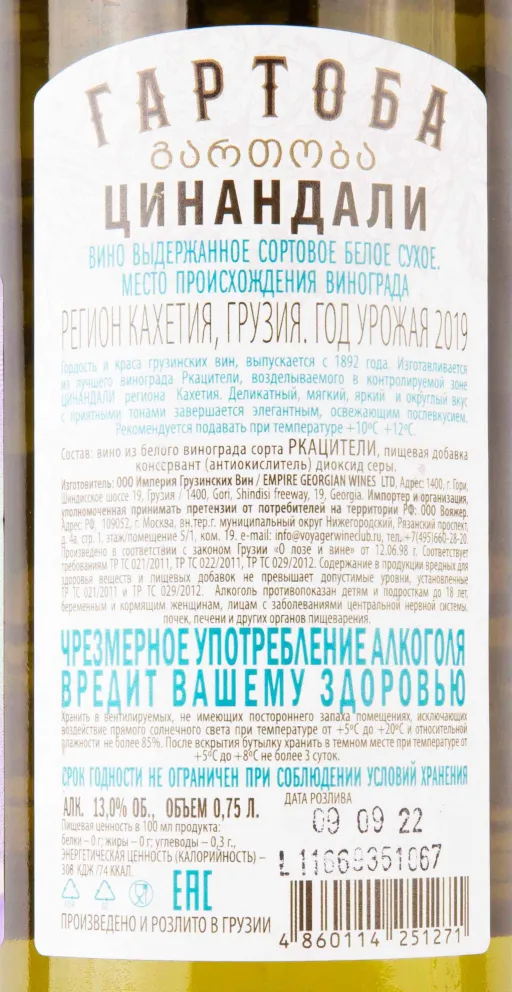 ГАРТОБА
გართობა
ЦИНАНДАЛИ
ВИНО ВЫДЕРЖАННОЕ СОРТОВОЕ БЕЛОЕ СУХОЕ.
МЕСТО ПРОИСХОЖДЕНИЯ ВИНОГРАДА
РЕГИОН КАХЕТИЯ, ГРУЗИЯ. ГОД УРОЖАЯ 2019
Гордость и краса грузинских вин, выпускается с 1892 года. Изготавливается
из лучшего винограда Ркацители, возделываемого в контролируемой зоне
ЦИНАНДАЛИ региона Кахетия. Деликатный, мягкий, яркий и округлый вкус
с приятными тонами завершается элегантным, освежающим послевкусием.
Рекомендуется подавать при температуре +10°C +12°C.
Состав: вино из белого винограда сорта РКАЦИТЕЛИ, пищевая добавка
консервант (антиокислитель) диоксид серы.
Изготовитель: ООО Империя Грузинских Вин / EMPIRE GEORGIAN WINES LTD, Адрес: 1400, г. Гори,
Шиндисское шоссе 19, Грузия / 1400, Gori, Shindisi freeway, 19, Georgia. Импортер и организация,
уполномоченная принимать претензии от потребителей на территории РФ: ООО Вояжер.
Адрес: РФ, 109052, г. Москва, вн.тер.г. муниципальный округ Нижегородский, Рязанский проспект,
д. 4а, стр. 1, этаж/помещение 5/1, ком. 19. e-mail: info@voyagerwineclub.ru, тел.:+7(495)660-28-20.
Произведено в соответствии с законом Грузии «О лозе и вине» от 12.06.98 г. Соответствует
требованиям ТР ТС 021/2011, ТР ТС 022/2011, ТР ТС 029/2012. Содержание в продукции вредных для
здоровья веществ и пищевых добавок не превышает допустимые уровни, установленные
ТР ТС 021/2011 и ТР ТС 029/2012. Алкоголь противопоказан детям и подросткам до 18 лет,
беременным и кормящим женщинам, лицам с заболеваниями центральной нервной системы,
почек, печени и других органов пищеварения.
ЧРЕЗМЕРНОЕ УПОТРЕБЛЕНИЕ АЛКОГОЛЯ
ВРЕДИТ ВАШЕМУ ЗДОРОВЬЮ
Хранить в вентилируемых, не имеющих постороннего запаха помещениях, исключающих
воздействие прямого солнечного света при температуре от +5°C до +20°C и относительной
влажности не более 85%. После вскрытия бутылку хранить в темном месте при температуре от
+5°C до +8°C не более 3 суток.
СРОК ГОДНОСТИ НЕ ОГРАНИЧЕН ПРИ СОБЛЮДЕНИИ УСЛОВИЙ ХРАНЕНИЯ
АЛК. 13,0% ОБ., ОБЪЕМ 0,75 Л.
ДАТА РОЗЛИВА
09 09 22
Пищевая ценность в 100 мл продукта:
белки – 0 г; жиры – 0 г; углеводы – 0,3 г.,
ЭНЕРГЕТИЧЕСКАЯ ЦЕННОСТЬ (КАЛОРИЙНОСТЬ) –
308 КДЖ /74 ККАЛ.
L11669351067
EAC
ПРОИЗВЕДЕНО И РОЗЛИТО В ГРУЗИИ
4 860114 251271